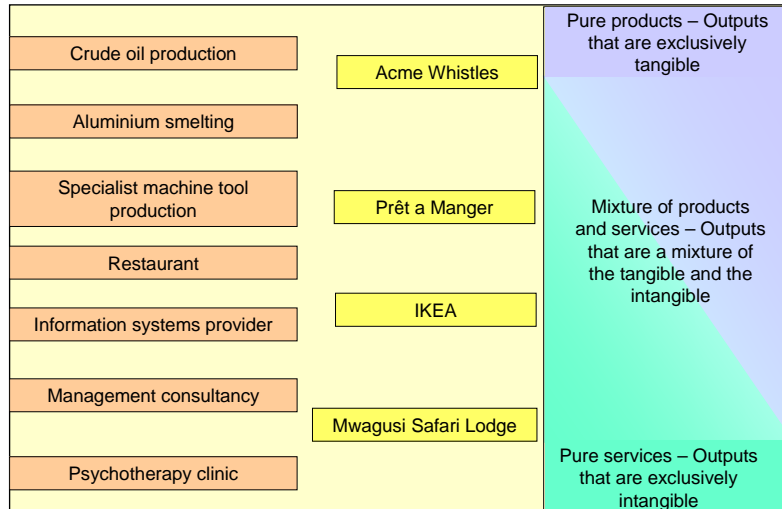 Crude oil production
Aluminium smelting
Specialist machine tool
production
Restaurant
Information systems provider
Management consultancy
Psychotherapy clinic
Acme Whistles
Prêt a Manger
IKEA
Mwagusi Safari Lodge
Pure products – Outputs
that are exclusively
tangible
Mixture of products
and services – Outputs
that are a mixture of
the tangible and the
intangible
Pure services – Outputs
that are exclusively
intangible